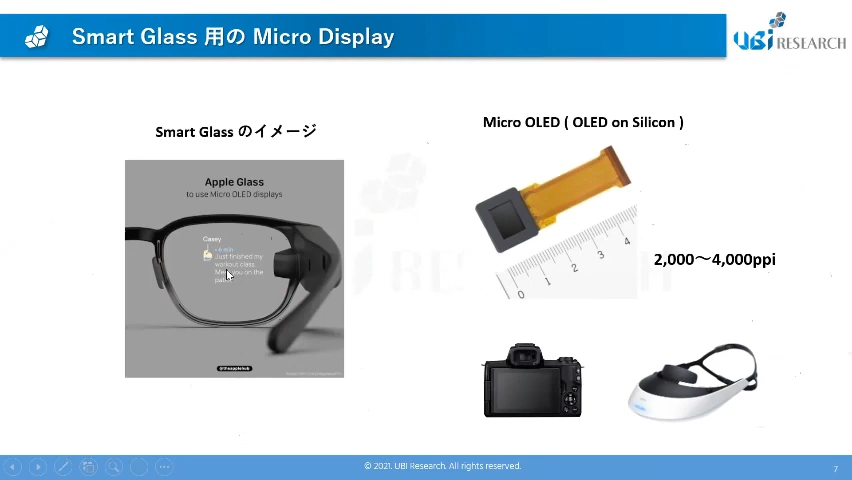 Smart Glass 用の Micro Display
UBi RESEARCH
Smart Glass のイメージ
Apple Glass
to use Micro OLED displays
Casey
Just finished my
workout class.
you on the
@theapplehub
Micro OLED ( OLED on Silicon )
0 1 2 3 4
2,000～4,000ppi
© 2021. UBI Research. All rights reserved.
7